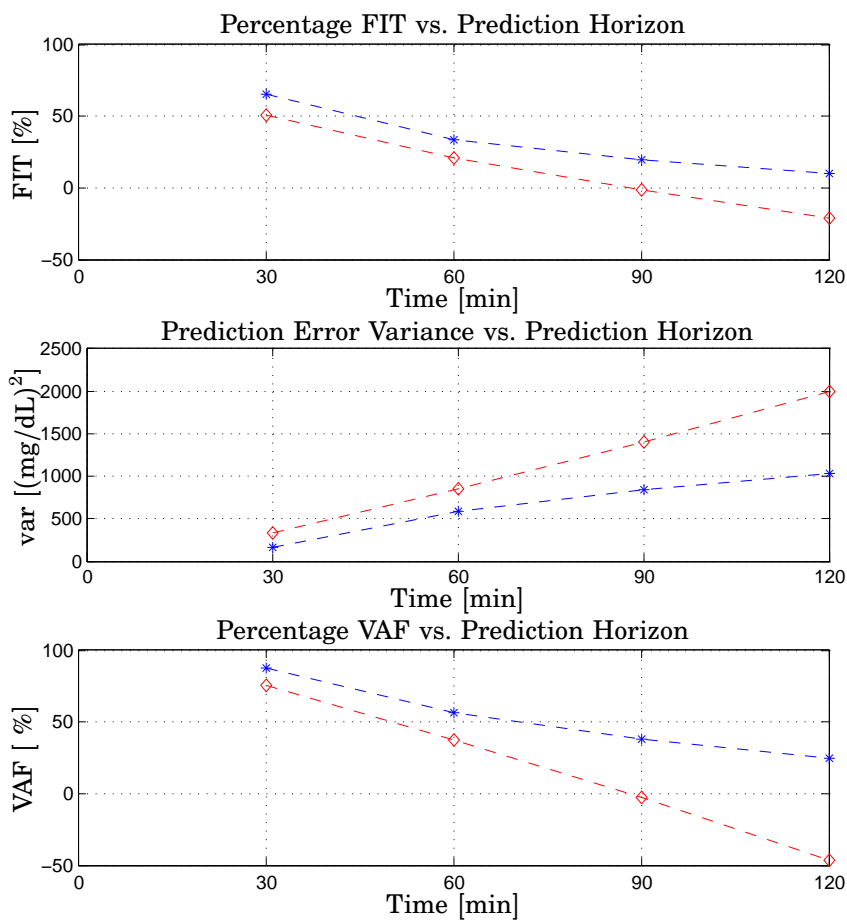 Percentage FIT vs. Prediction Horizon
100
50
0
−50
FIT [%]
0 30 60 90 120
Time [min]
Prediction Error Variance vs. Prediction Horizon
2500
2000
1500
1000
500
0
var [(mg/dL)²]
0 30 60 90 120
Time [min]
Percentage VAF vs. Prediction Horizon
100
50
0
−50
VAF [ %]
0 30 60 90 120
Time [min]